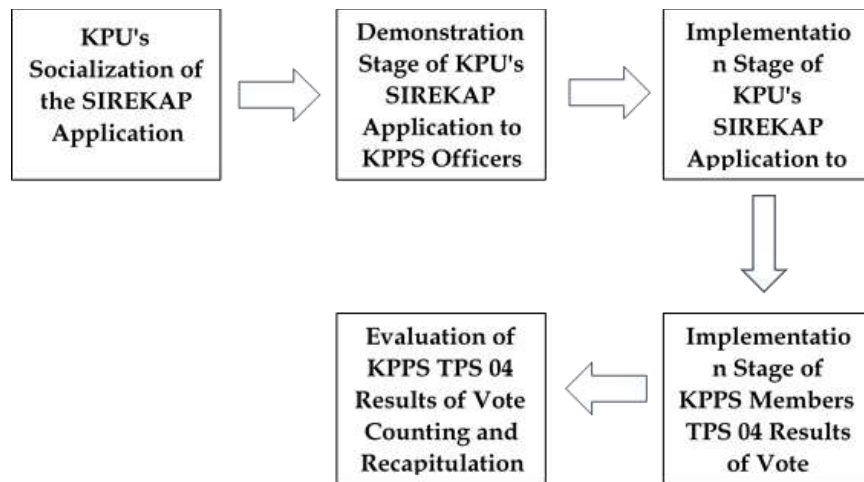 KPU's
Socialization of
the SIREKAP
Application
Demonstration
Stage of KPU's
SIREKAP
Application to
KPPS Officers
Implementatio
n Stage of
KPU's
SIREKAP
Application to
Implementatio
n Stage of
KPPS Members
TPS 04 Results
of Vote
Evaluation of
KPPS TPS 04
Results of Vote
Counting and
Recapitulation